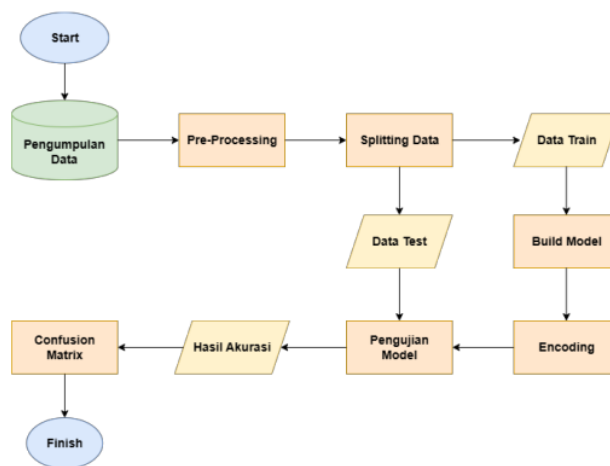 Start
Pengumpulan
Data
Pre-Processing
Splitting Data
Data Train
Data Test
Build Model
Confusion
Matrix
Hasil Akurasi
Pengujian
Model
Encoding
Finish